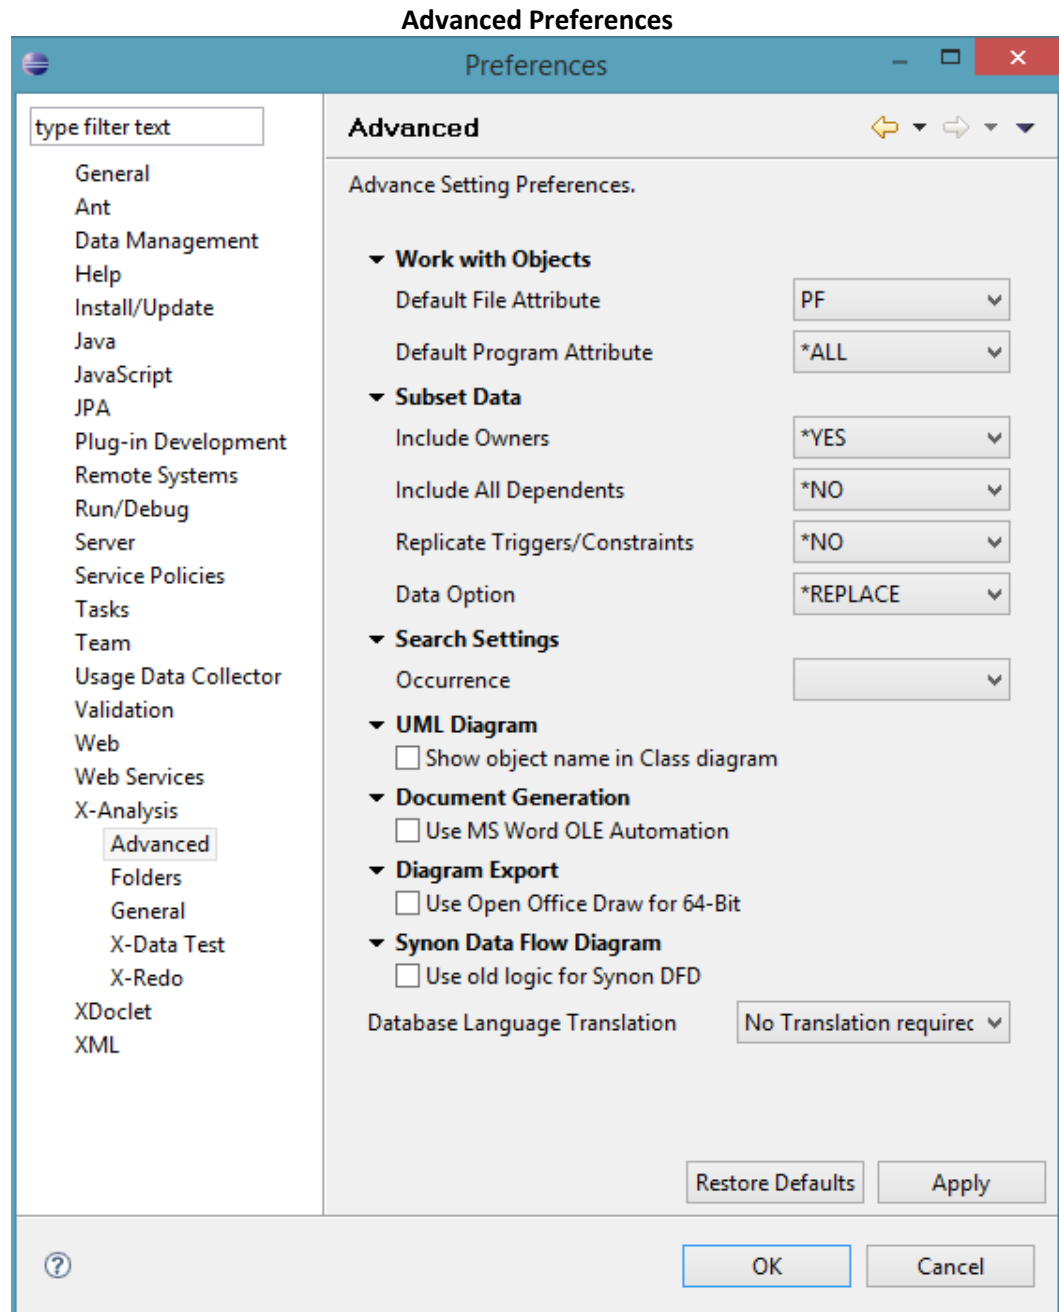 Advanced Preferences
Preferences
type filter text
General
Ant
Data Management
Help
Install/Update
Java
JavaScript
JPA
Plug-in Development
Remote Systems
Run/Debug
Server
Service Policies
Tasks
Team
Usage Data Collector
Validation
Web
Web Services
X-Analysis
Advanced
Folders
General
X-Data Test
X-Redo
XDoclet
XML
Advanced
Advance Setting Preferences.
Work with Objects
Default File Attribute PF
Default Program Attribute *ALL
Subset Data
Include Owners *YES
Include All Dependents *NO
Replicate Triggers/Constraints *NO
Data Option *REPLACE
Search Settings
Occurrence
UML Diagram
Show object name in Class diagram
Document Generation
Use MS Word OLE Automation
Diagram Export
Use Open Office Draw for 64-Bit
Synon Data Flow Diagram
Use old logic for Synon DFD
Database Language Translation No Translation required
Restore Defaults Apply
OK Cancel